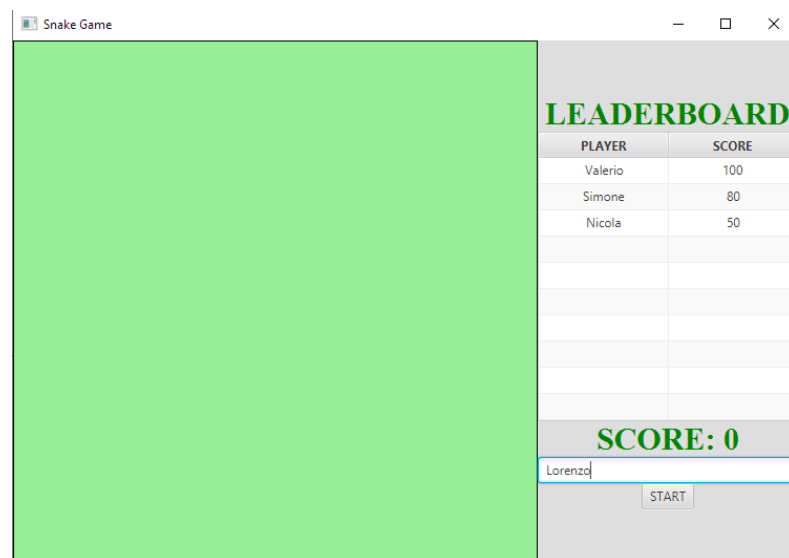 Snake Game
LEADERBOARD
PLAYER SCORE
Valerio 100
Simone 80
Nicola 50
SCORE: 0
Lorenzo
START